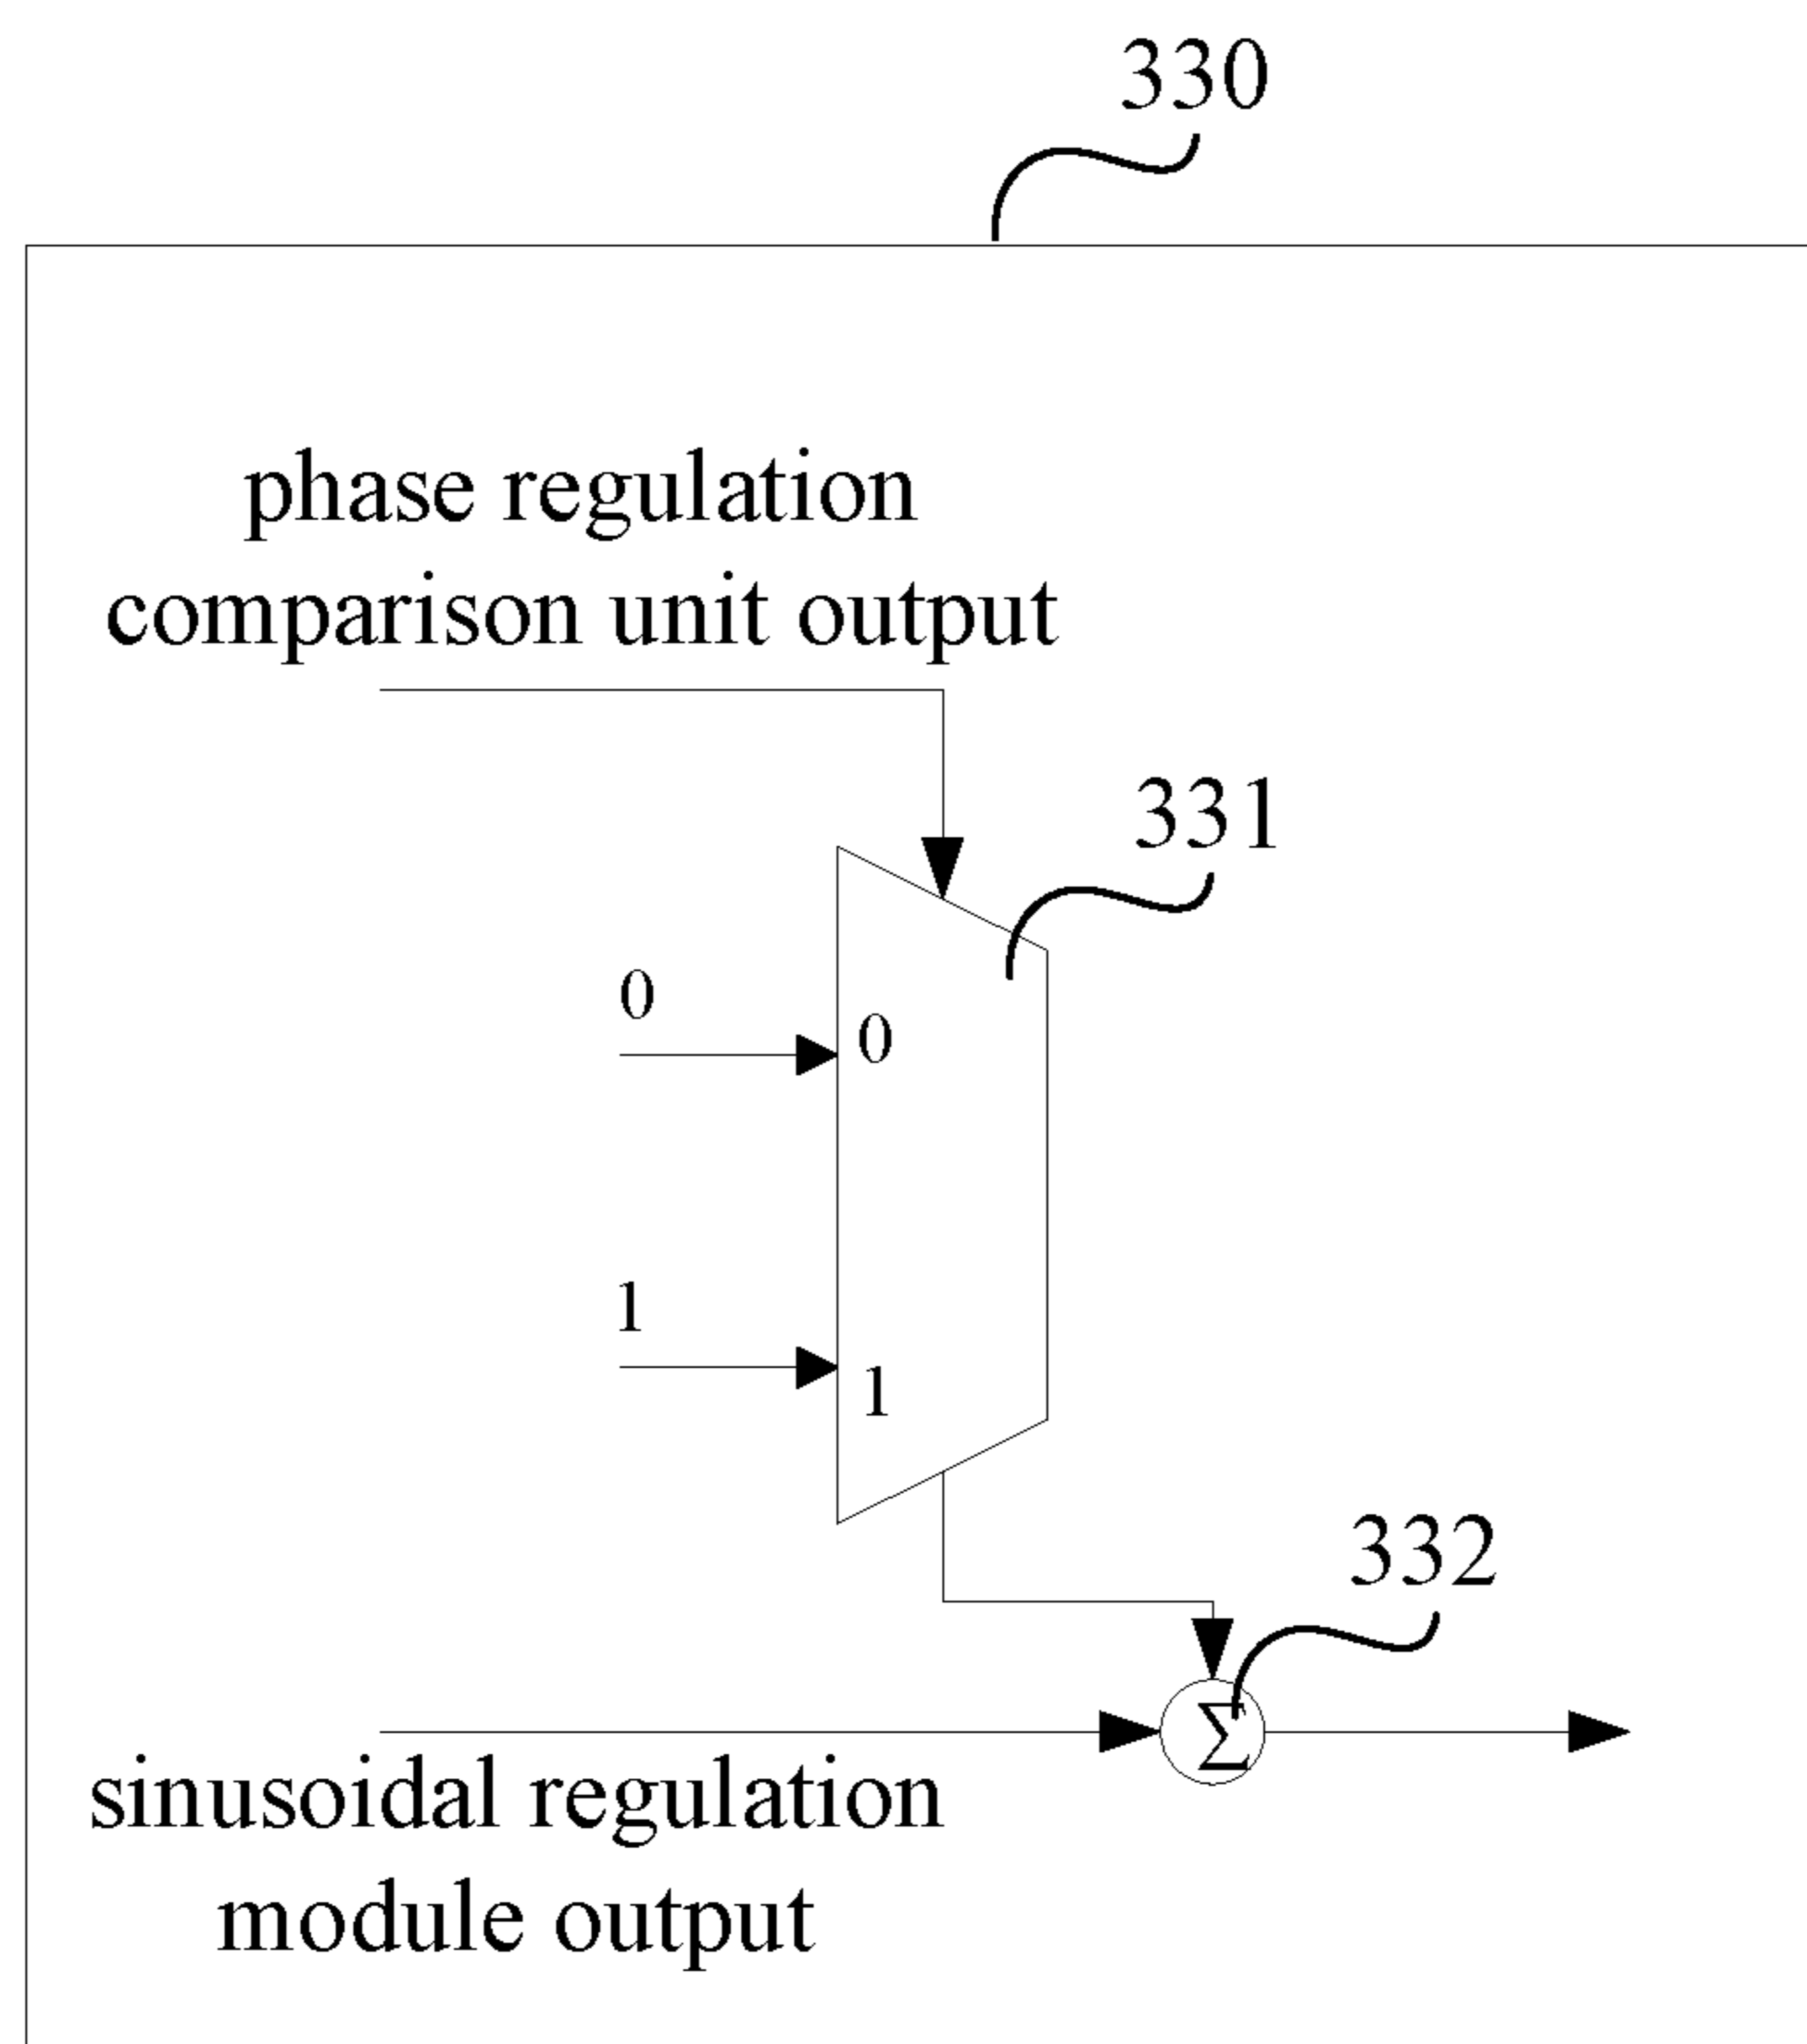 330
phase regulation
comparison unit output
331
0
0
1
1
332
Σ
sinusoidal regulation
module output